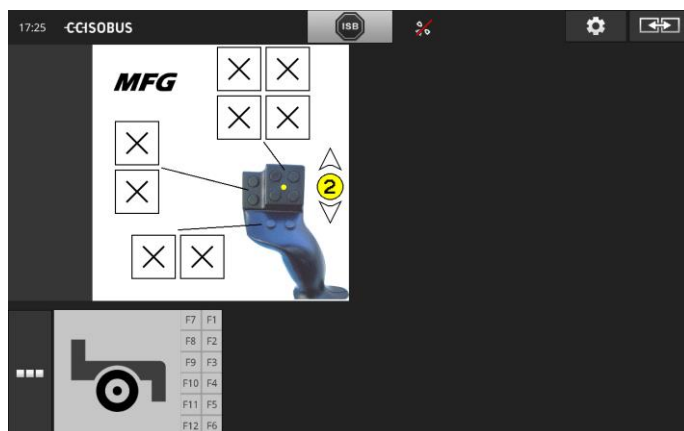 17:25 CCISOBUS ISB
MFG
2
F7 F1
F8 F2
F9 F3
F10 F4
F11 F5
F12 F6